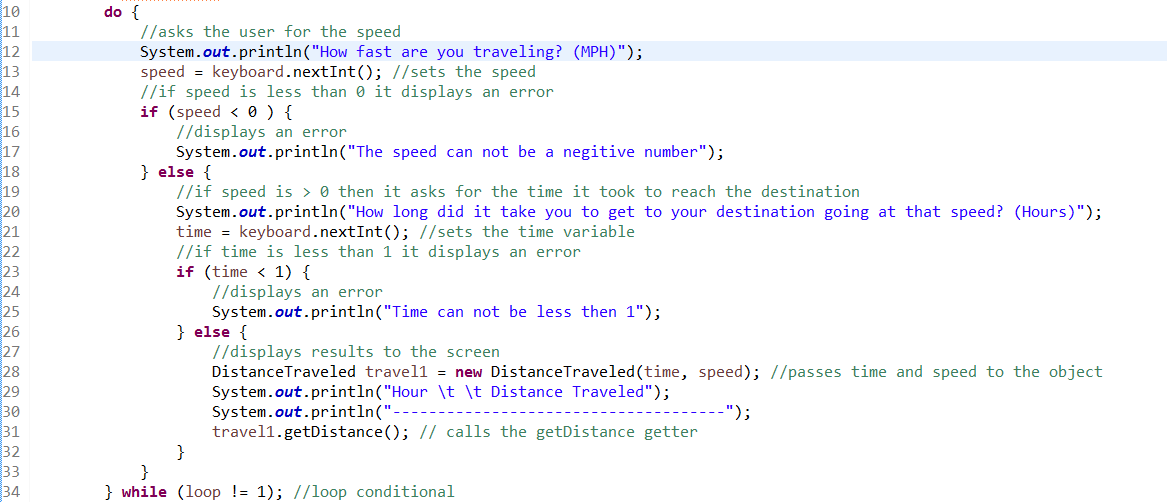 10 do {
11 //asks the user for the speed
12 System.out.println("How fast are you traveling? (MPH)");
13 speed = keyboard.nextInt(); //sets the speed
14 //if speed is less than 0 it displays an error
15 if (speed < 0 ) {
16 //displays an error
17 System.out.println("The speed can not be a negitive number");
18 } else {
19 //if speed is > 0 then it asks for the time it took to reach the destination
20 System.out.println("How long did it take you to get to your destination going at that speed? (Hours)");
21 time = keyboard.nextInt(); //sets the time variable
22 //if time is less than 1 it displays an error
23 if (time < 1) {
24 //displays an error
25 System.out.println("Time can not be less then 1");
26 } else {
27 //displays results to the screen
28 DistanceTraveled travel1 = new DistanceTraveled(time, speed); //passes time and speed to the object
29 System.out.println("Hour \t \t Distance Traveled");
30 System.out.println("-------------------------------------");
31 travel1.getDistance(); // calls the getDistance getter
32 }
33 }
34 } while (loop != 1); //loop conditional